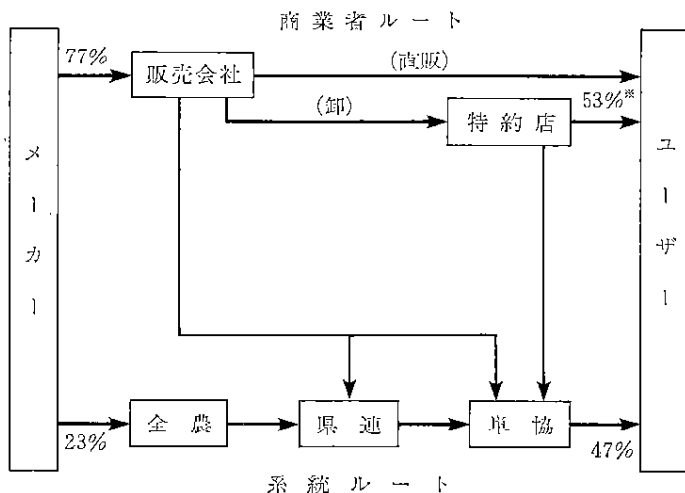 商業者ルート
77%
販売会社
(直販)
(卸)
特約店
53%※
メーカー
ユーザー
全農
県連
単協
23%
47%
系統ルート